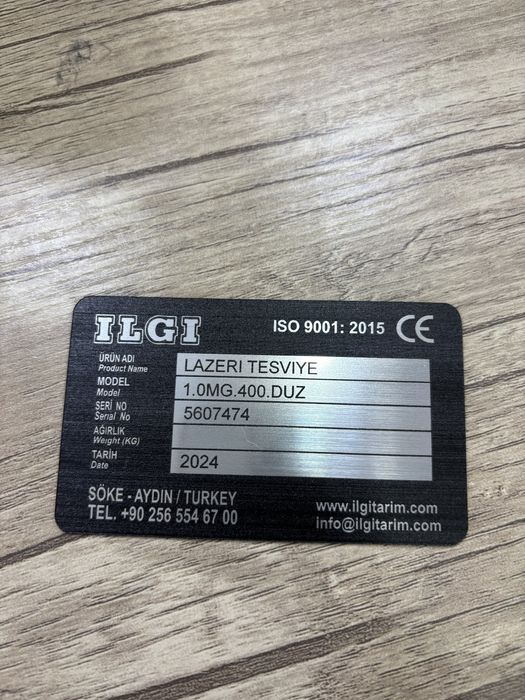 ILGI ISO 9001: 2015 CE
ÜRÜN ADI LAZERI TESVIYE
Product Name
MODEL 1.0MG.400.DUZ
Model
SERİ NO 5607474
Serial No
AĞIRLIK
Weight (KG)
TARİH 2024
Date
SÖKE - AYDIN / TURKEY
TEL. +90 256 554 67 00
www.ilgitarim.com
info@ilgitarim.com